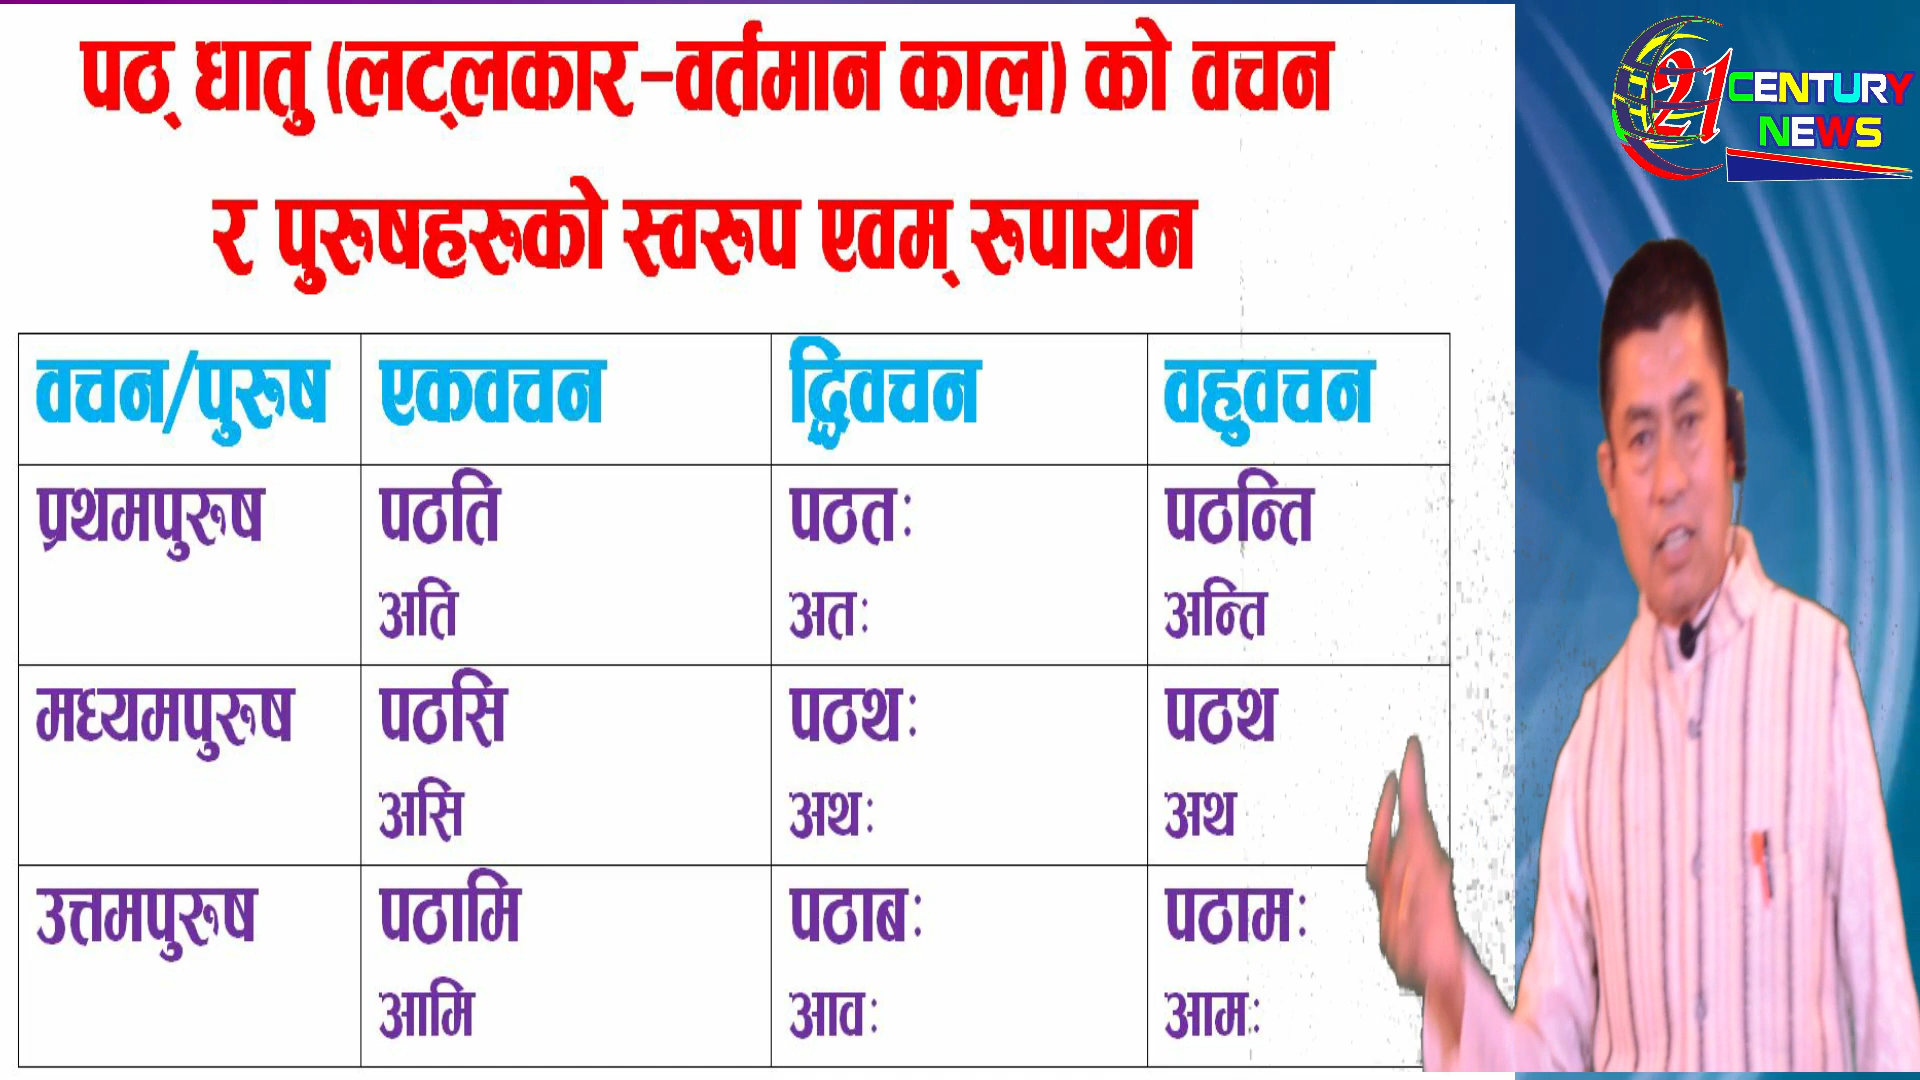 पठ् धातु (लट्लकार-वर्तमान काल) को वचन
र पुरुषहरुको स्वरुप एवम् रुपायन
21 CENTURY
NEWS
वचन/पुरुष एकवचन द्विवचन वहुवचन
प्रथमपुरुष पठति पठतः पठन्ति
अति अतः अन्ति
मध्यमपुरुष पठसि पठथः पठथ
असि अथः अथ
उत्तमपुरुष पठामि पठाबः पठामः
आमि आवः आमः